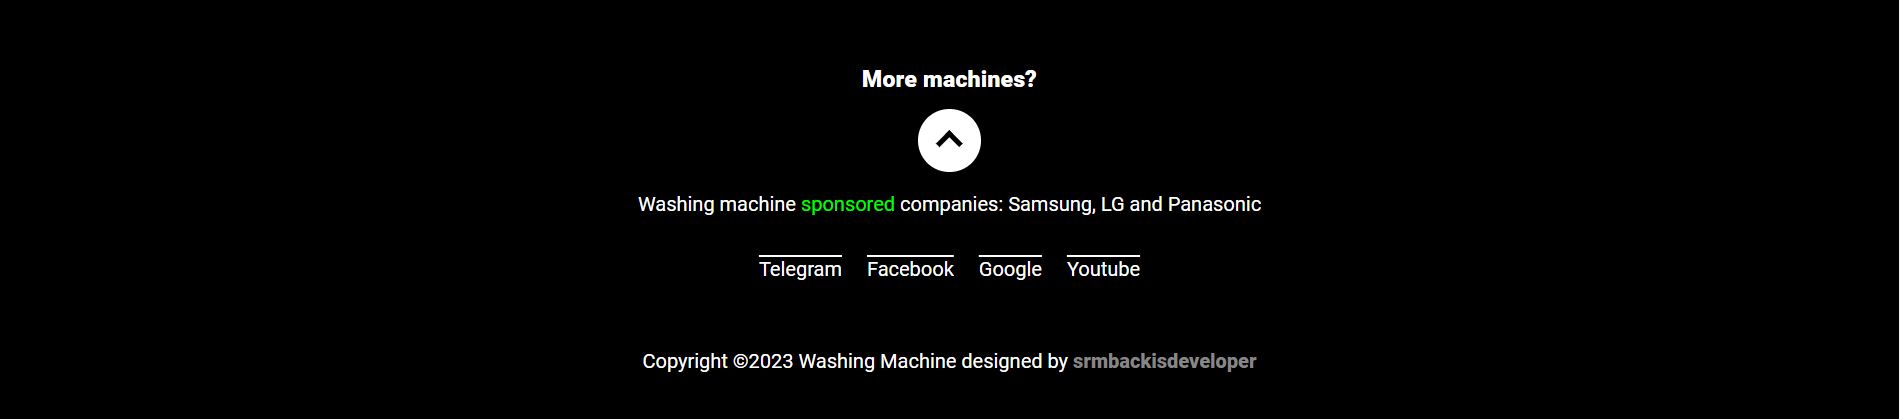 More machines?
Washing machine sponsored companies: Samsung, LG and Panasonic
Telegram Facebook Google Youtube
Copyright ©2023 Washing Machine designed by srmbackisdeveloper